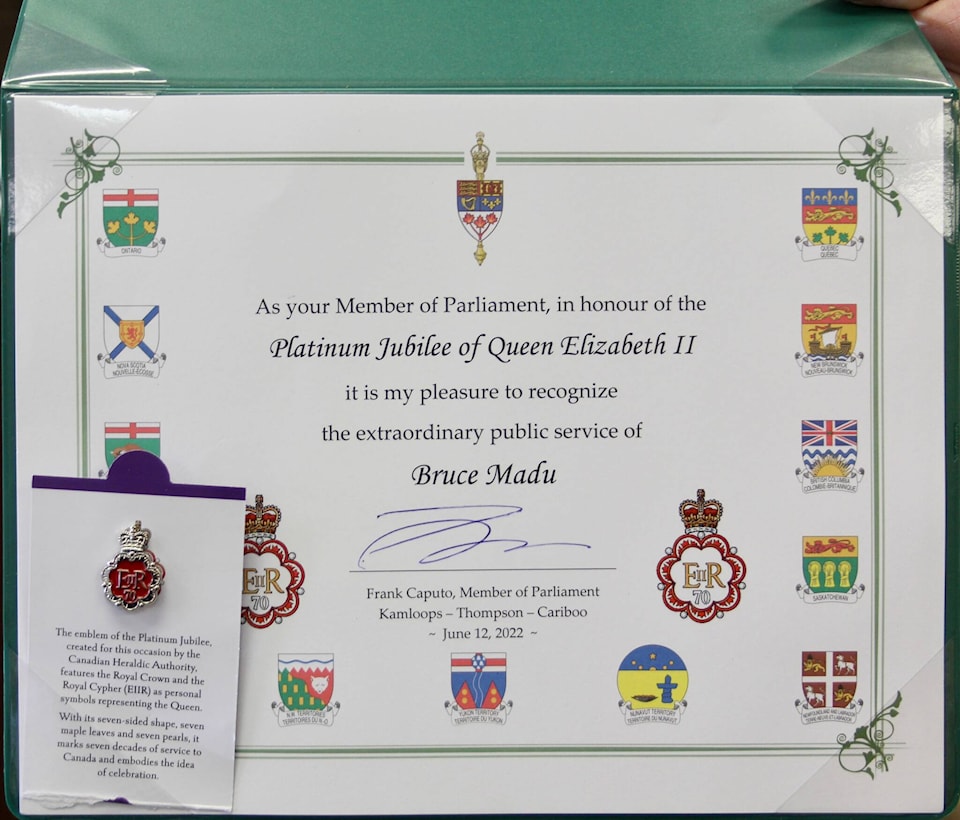 ONTARIO
QUEBEC
QUÉBEC
As your Member of Parliament, in honour of the
Platinum Jubilee of Queen Elizabeth II
it is my pleasure to recognize
the extraordinary public service of
Bruce Madu
NOVA SCOTIA
NOUVELLE-ÉCOSSE
NEW BRUNSWICK
NOUVEAU-BRUNSWICK
BRITISH COLUMBIA
COLOMBIE-BRITANNIQUE
SASKATCHEWAN
EIIR
70
EIIR
70
Frank Caputo, Member of Parliament
Kamloops – Thompson – Cariboo
~ June 12, 2022 ~
EIIR
70
The emblem of the Platinum Jubilee,
created for this occasion by the
Canadian Heraldic Authority,
features the Royal Crown and the
Royal Cypher (EIIR) as personal
symbols representing the Queen.
With its seven-sided shape, seven
maple leaves and seven pearls, it
marks seven decades of service to
Canada and embodies the idea
of celebration.
N.W. TERRITORIES
TERRITOIRES DU N.-O.
YUKON TERRITORY
TERRITOIRE DU YUKON
NUNAVUT TERRITORY
TERRITOIRE DU NUNAVUT
NEWFOUNDLAND AND LABRADOR
TERRE-NEUVE-ET-LABRADOR